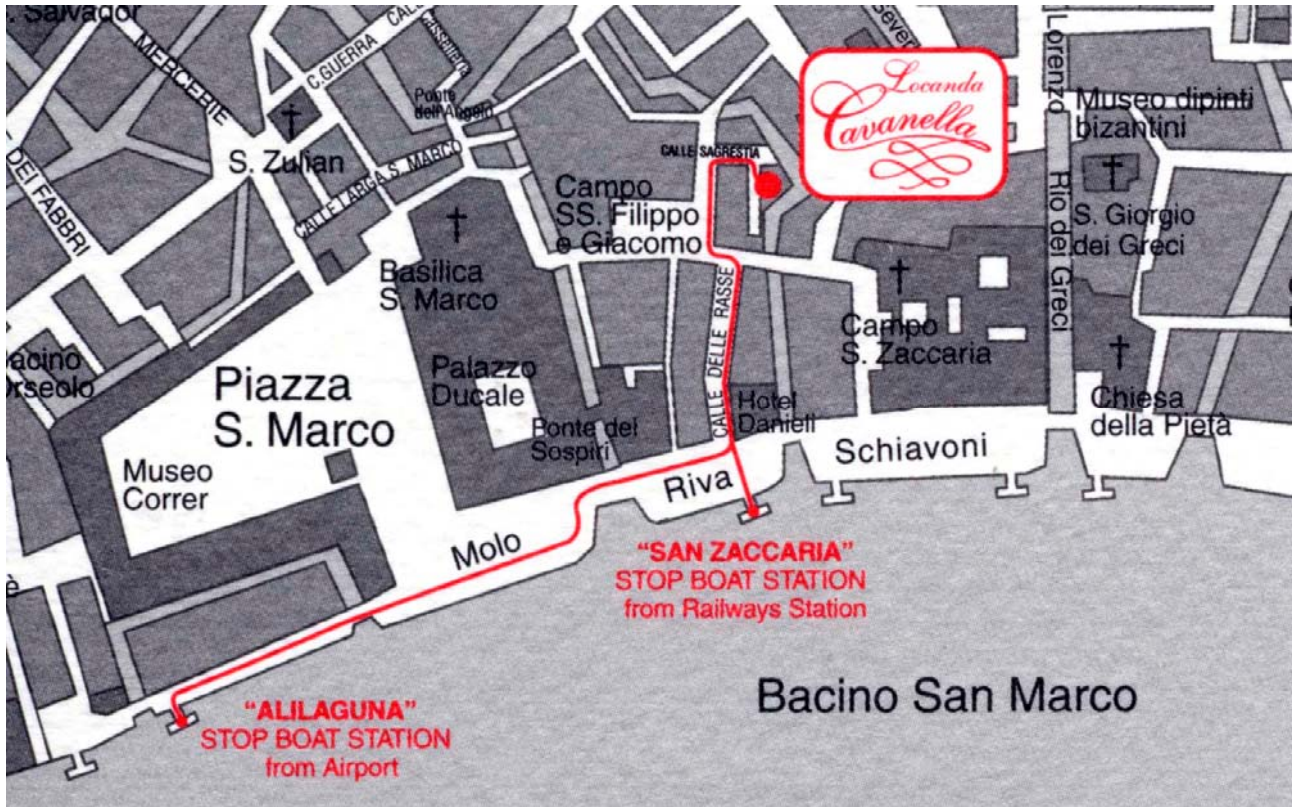 Salvador
MERCERIE
C.GUERRA
S. Zulian
DEI FABBRI
Ponte
dell'Angelo
CALLE LARGA S. MARCO
Basilica
S. Marco
Palazzo
Ducale
Ponte dei
Sospiri
Piazza
S. Marco
Museo
Correr
Campo
SS. Filippo
e Giacomo
CALLE SAGRESTIA
CALLE DELLE RASSE
Hotel
Danieli
Locanda
Cavanella
Campo
S. Zaccaria
Lorenzo
Rio dei Greci
Museo dipinti
bizantini
S. Giorgio
dei Greci
Chiesa
della Pietà
Molo
Riva
Schiavoni
"SAN ZACCARIA"
STOP BOAT STATION
from Railways Station
"ALILAGUNA"
STOP BOAT STATION
from Airport
Bacino San Marco